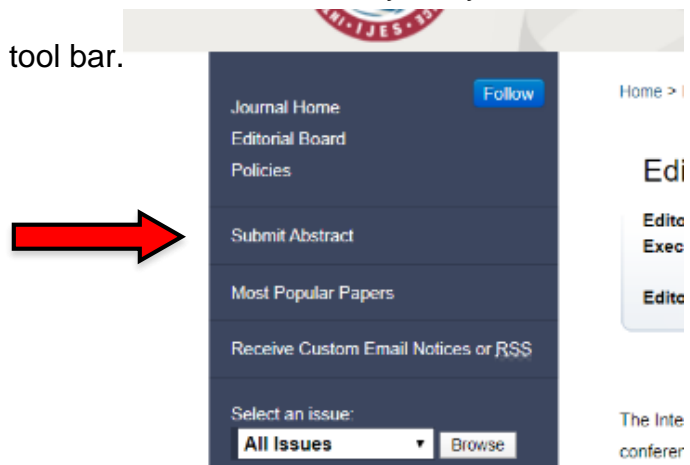 IJES
tool bar.
Follow
Journal Home
Editorial Board
Policies
Submit Abstract
Most Popular Papers
Receive Custom Email Notices or RSS
Select an issue:
All Issues
Browse
Home >
Edi
Edito
Exec
Edito
The Inte
conferen